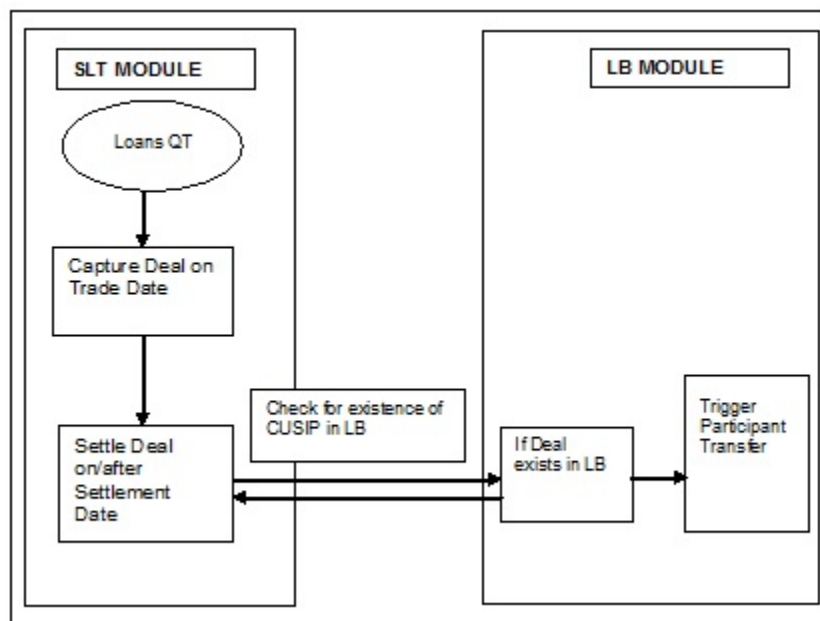 SLT MODULE
LB MODULE
Loans QT
Capture Deal on
Trade Date
Check for existence of
CUSIP in LB
Settle Deal
on/after
Settlement
Date
If Deal
exists in LB
Trigger
Participant
Transfer